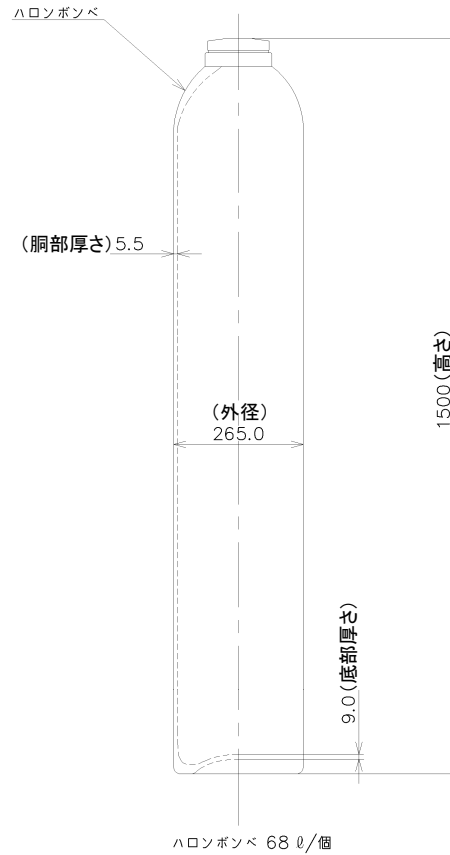 ハロンボンベ
(胴部厚さ)5.5
(外径)
265.0
1500(高さ)
9.0(底部厚さ)
ハロンボンベ 68 ℓ/個